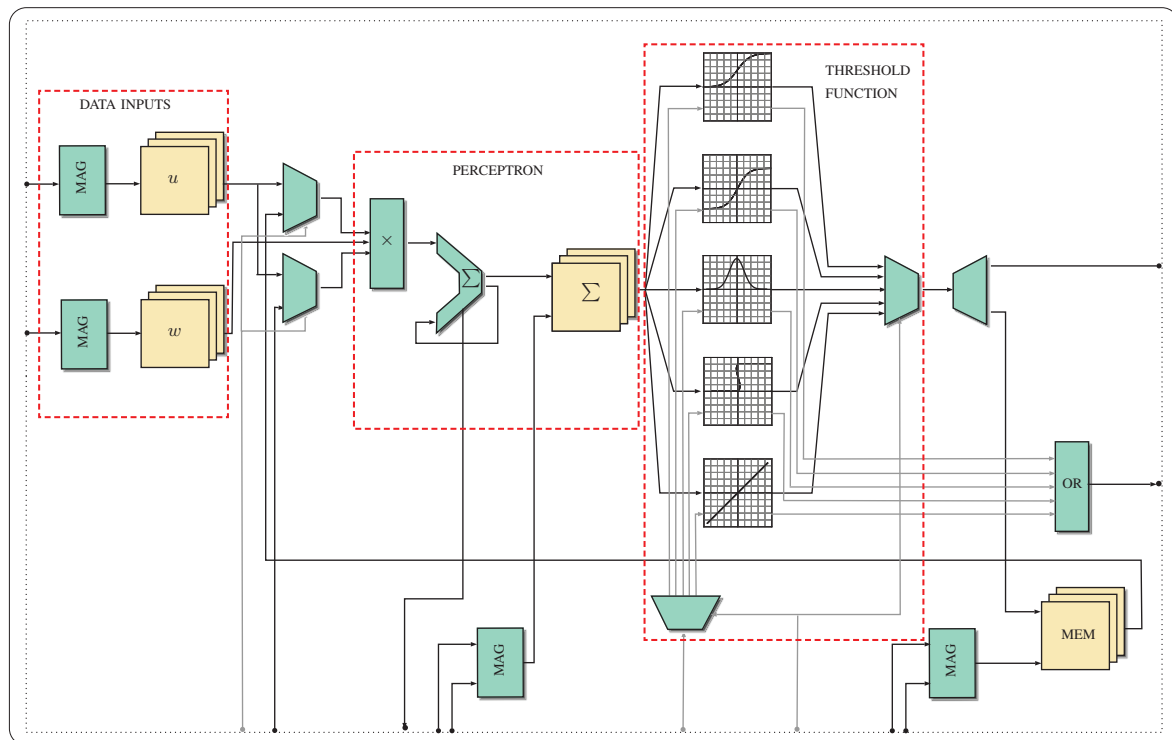 THRESHOLD
FUNCTION
DATA INPUTS
PERCEPTRON
MAG
u
×
∑
∑
MAG
w
OR
MAG
MAG
MEM